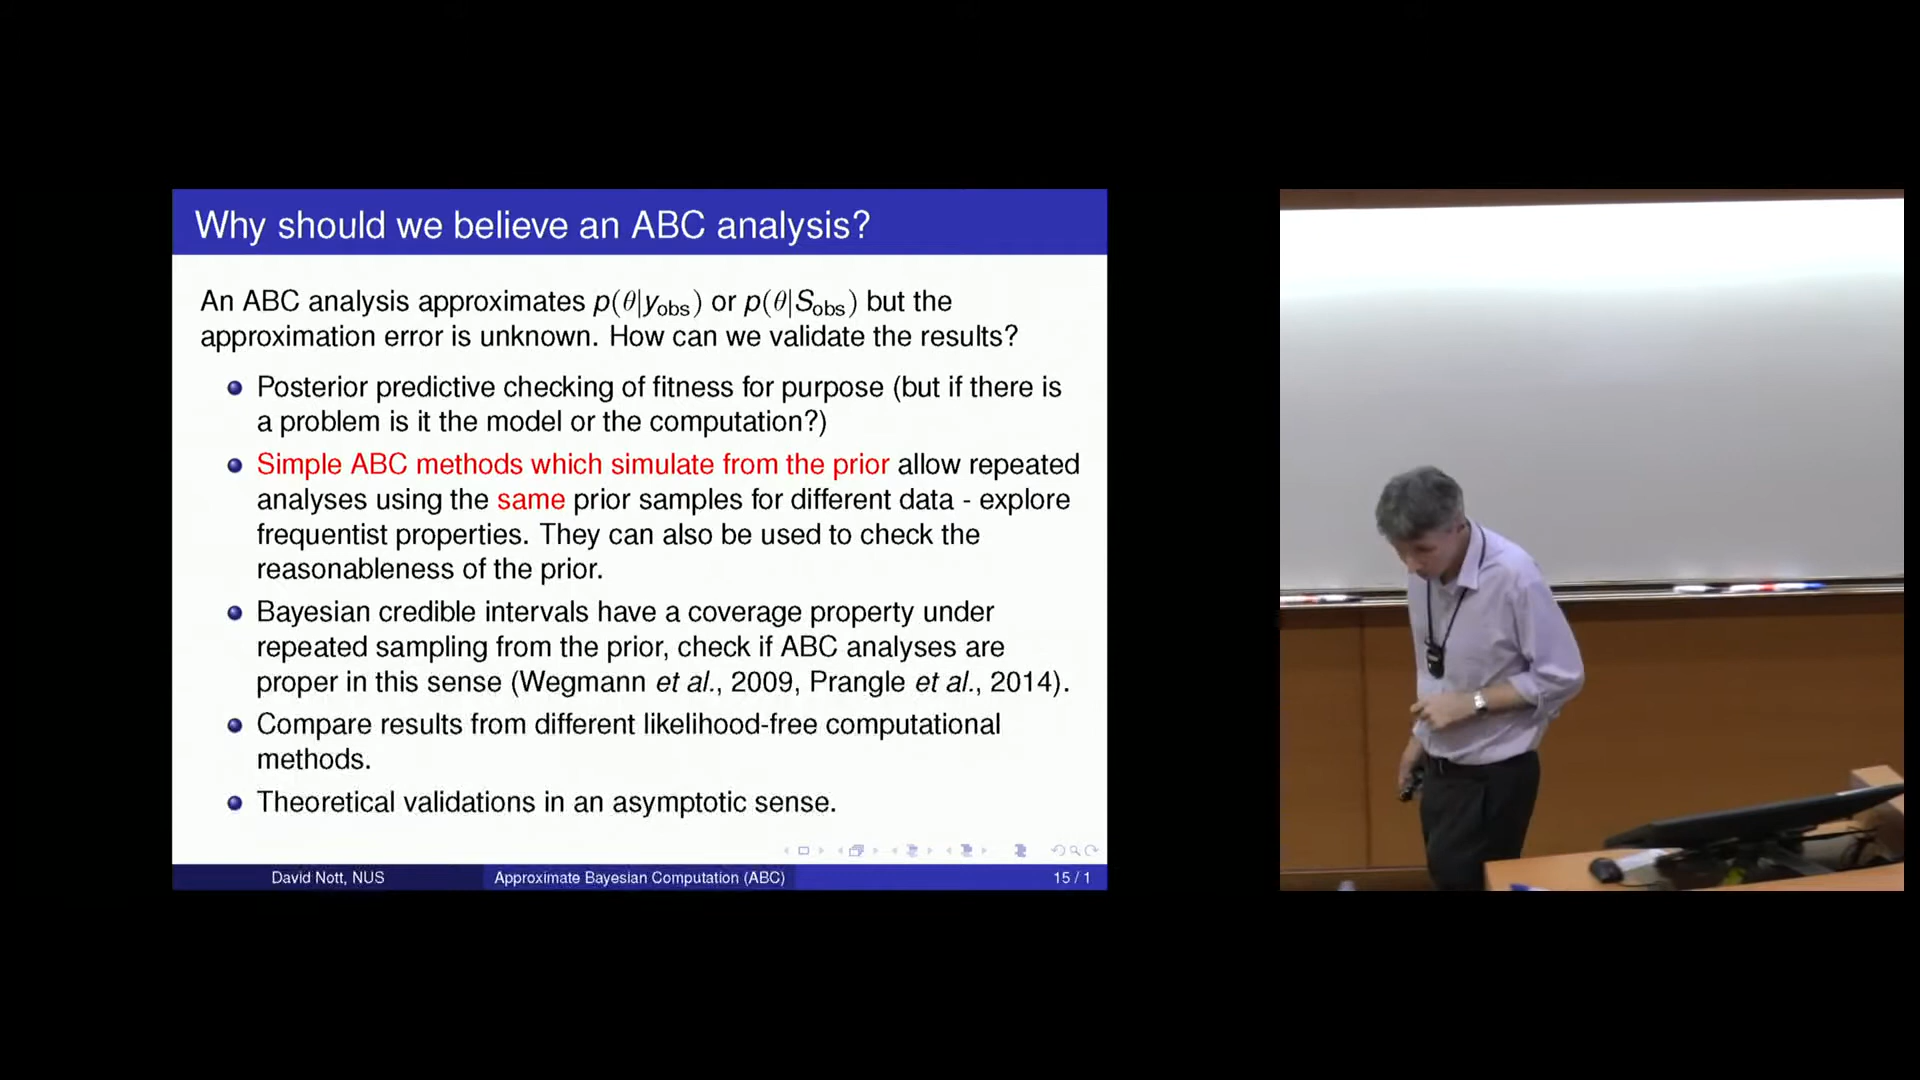 Why should we believe an ABC analysis?
An ABC analysis approximates p(θ|y_obs) or p(θ|S_obs) but the
approximation error is unknown. How can we validate the results?
Posterior predictive checking of fitness for purpose (but if there is
a problem is it the model or the computation?)
Simple ABC methods which simulate from the prior allow repeated
analyses using the same prior samples for different data - explore
frequentist properties. They can also be used to check the
reasonableness of the prior.
Bayesian credible intervals have a coverage property under
repeated sampling from the prior, check if ABC analyses are
proper in this sense (Wegmann et al., 2009, Prangle et al., 2014).
Compare results from different likelihood-free computational
methods.
Theoretical validations in an asymptotic sense.
David Nott, NUS Approximate Bayesian Computation (ABC) 15 / 1